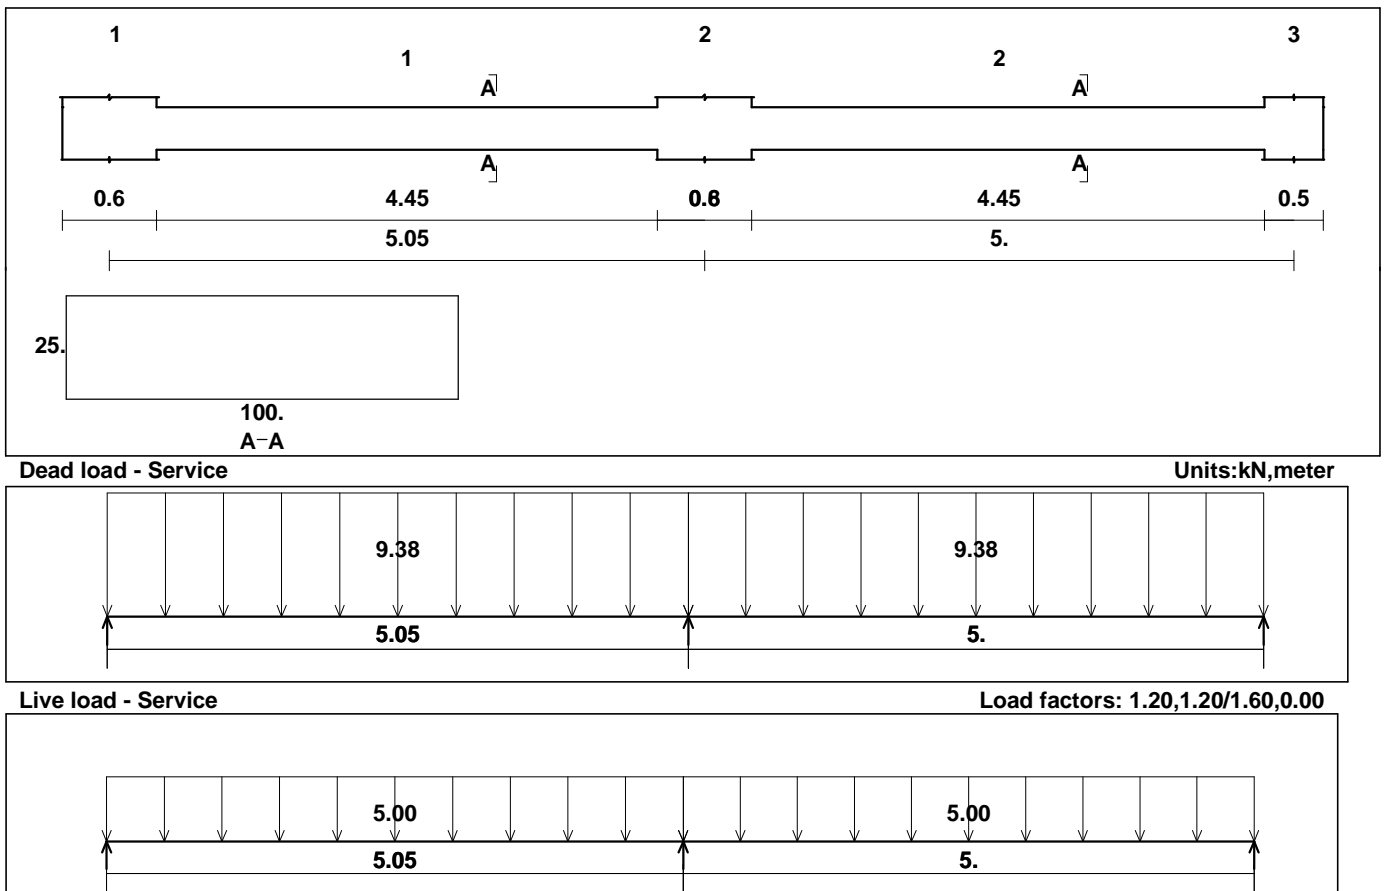 1 2 3
1 2
A A
A A
0.6 4.45 0.6 4.45 0.5
5.05 5.
25.
100.
A-A
Dead load - Service Units:kN,meter
9.38 9.38
5.05 5.
Live load - Service Load factors: 1.20,1.20/1.60,0.00
5.00 5.00
5.05 5.